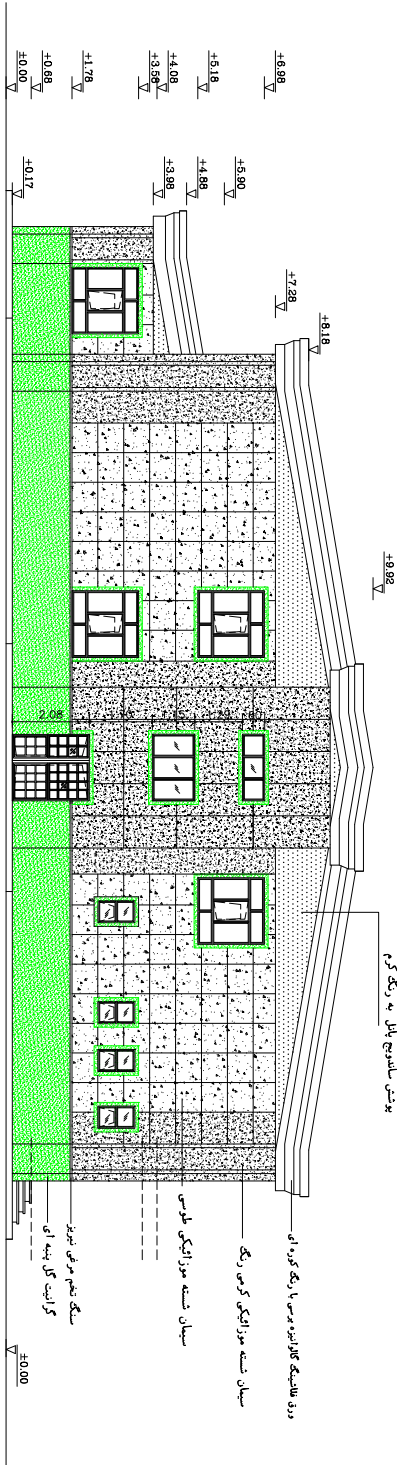 ±0.00
+0.68
+1.78
+3.58
+4.08
+5.18
+6.98
+0.17
+3.98
+4.88
+5.90
+7.28
+8.18
+9.92
2.08
پوشش ساندویچ پانل به رنگ کرم
ورق فلاشینگ گالوانیزه پرسی با رنگ کوره ای
سیمان شسته موزائیکی کرمی رنگ
سیمان شسته موزائیکی طوسی
سنگ تخم مرغی تبریز
گرانیت گل پنبه ای
±0.00